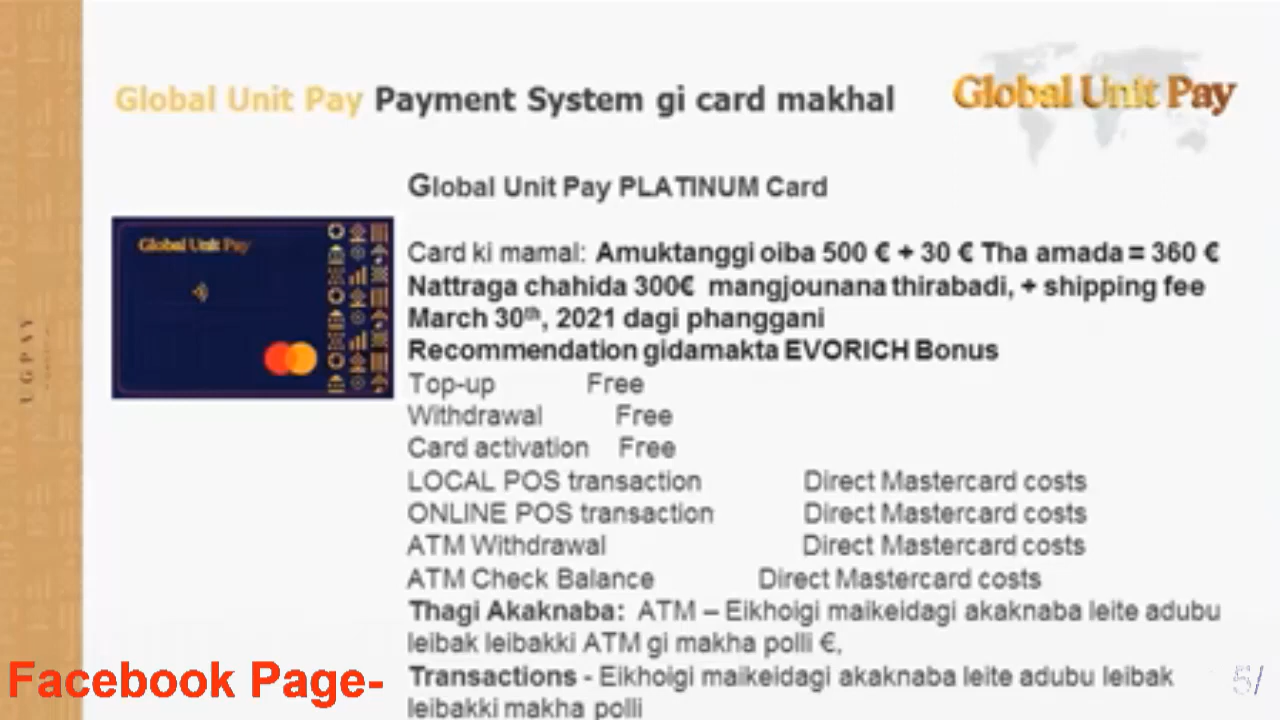 Global Unit Pay Payment System gi card makhal
Global Unit Pay
Global Unit Pay PLATINUM Card
Global Unit Pay
Card ki mamal: Amuktanggi oiba 500 € + 30 € Tha amada = 360 €
Nattraga chahida 300€ mangjounana thirabadi, + shipping fee
March 30th, 2021 dagi phanggani
Recommendation gidamakta EVORICH Bonus
Top-up Free
Withdrawal Free
Card activation Free
LOCAL POS transaction Direct Mastercard costs
ONLINE POS transaction Direct Mastercard costs
ATM Withdrawal Direct Mastercard costs
ATM Check Balance Direct Mastercard costs
Thagi Akaknaba: ATM – Eikhoigi maikeidagi akaknaba leite adubu
leibak leibakki ATM gi makha polli €,
Transactions - Eikhoigi maikeidagi akaknaba leite adubu leibak
leibakki makha polli
UGPAY
Facebook Page-
5/